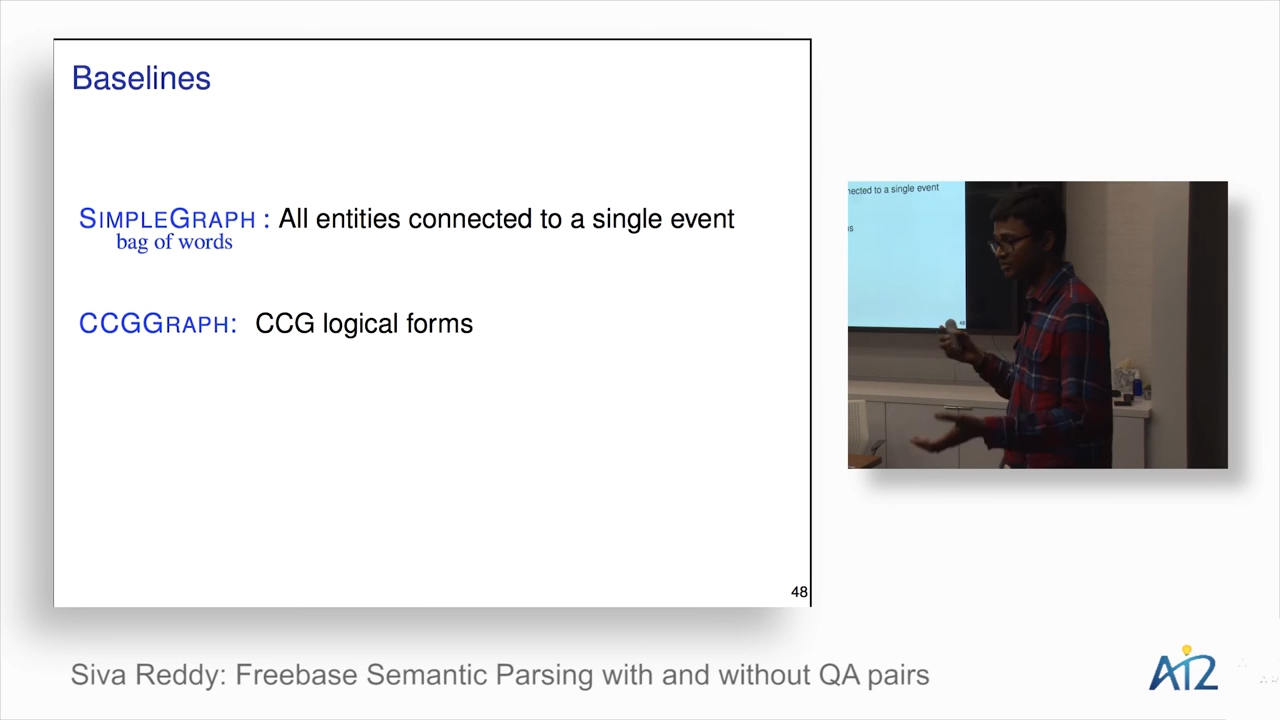 Baselines
SIMPLEGRAPH : All entities connected to a single event
bag of words
CCGGRAPH: CCG logical forms
48
nected to a single event
s
48
Siva Reddy: Freebase Semantic Parsing with and without QA pairs
AI2